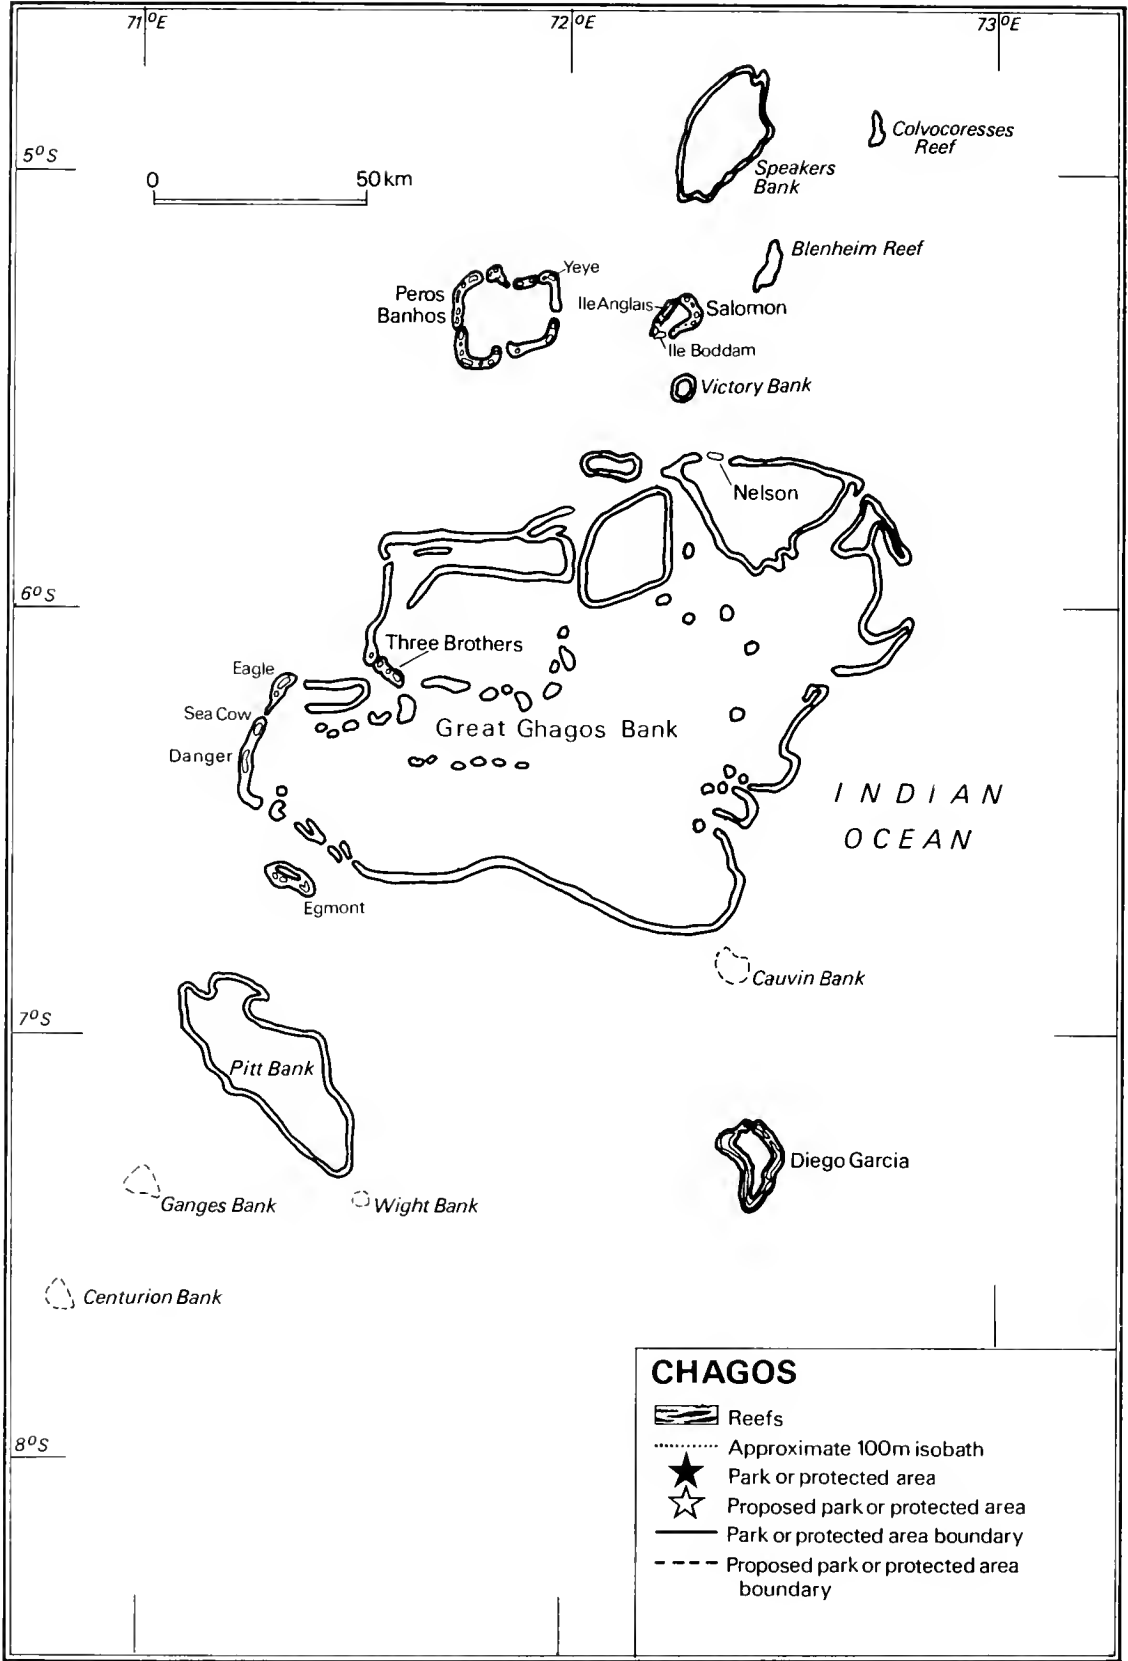 71°E
72°E
73°E
Colvocoresses
Reef
5°S
Speakers
Bank
0
50 km
Blenheim Reef
Yeye
Peros
Banhos
Ile Anglais
Salomon
Ile Boddam
Victory Bank
Nelson
6°S
Three Brothers
Eagle
Sea Cow
Great Ghagos Bank
Danger
INDIAN
OCEAN
Egmont
Cauvin Bank
7°S
Pitt Bank
Diego Garcia
Ganges Bank
Wight Bank
Centurion Bank
8°S
CHAGOS
Reefs
Approximate 100m isobath
Park or protected area
Proposed park or protected area
Park or protected area boundary
Proposed park or protected area
boundary